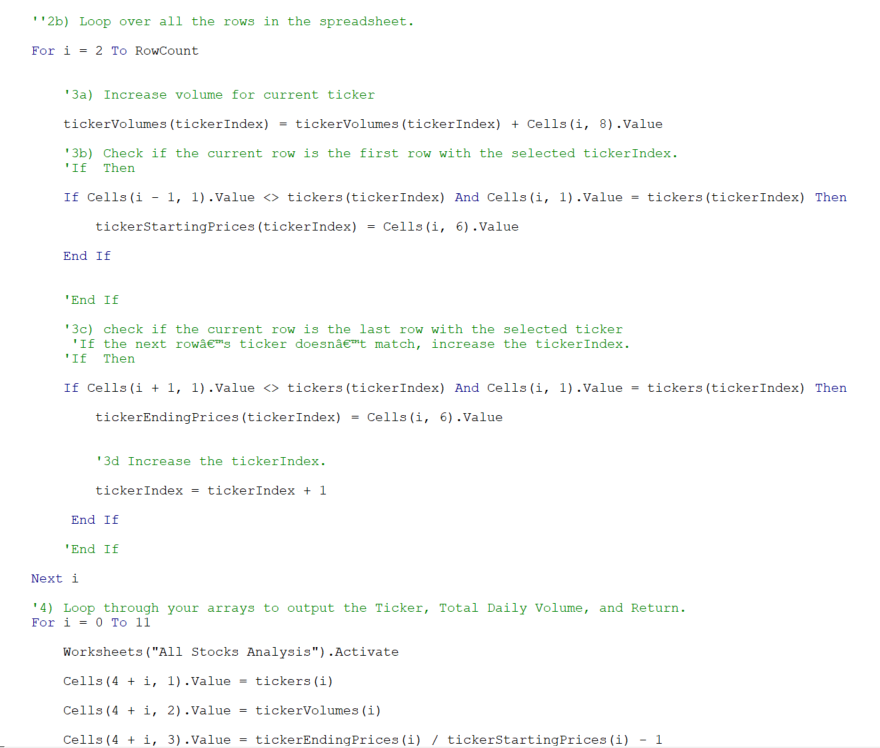 ''2b) Loop over all the rows in the spreadsheet.
For i = 2 To RowCount
'3a) Increase volume for current ticker
tickerVolumes(tickerIndex) = tickerVolumes(tickerIndex) + Cells(i, 8).Value
'3b) Check if the current row is the first row with the selected tickerIndex.
'If  Then
If Cells(i - 1, 1).Value <> tickers(tickerIndex) And Cells(i, 1).Value = tickers(tickerIndex) Then
tickerStartingPrices(tickerIndex) = Cells(i, 6).Value
End If
'End If
'3c) check if the current row is the last row with the selected ticker
'If the next rowâ€™s ticker doesnâ€™t match, increase the tickerIndex.
'If  Then
If Cells(i + 1, 1).Value <> tickers(tickerIndex) And Cells(i, 1).Value = tickers(tickerIndex) Then
tickerEndingPrices(tickerIndex) = Cells(i, 6).Value
'3d Increase the tickerIndex.
tickerIndex = tickerIndex + 1
End If
'End If
Next i
'4) Loop through your arrays to output the Ticker, Total Daily Volume, and Return.
For i = 0 To 11
Worksheets("All Stocks Analysis").Activate
Cells(4 + i, 1).Value = tickers(i)
Cells(4 + i, 2).Value = tickerVolumes(i)
Cells(4 + i, 3).Value = tickerEndingPrices(i) / tickerStartingPrices(i) - 1